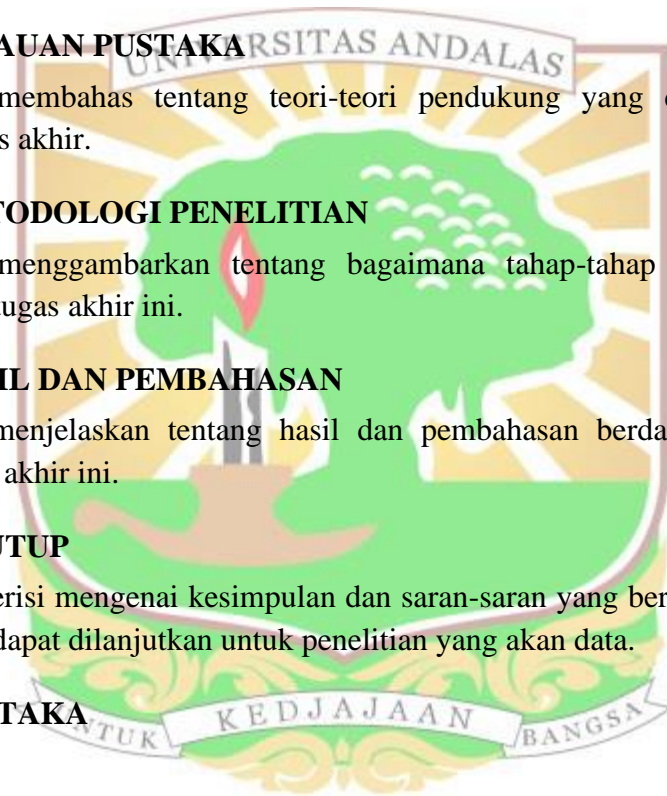 UNIVERSITAS ANDALAS
AUAN PUSTAKA
membahas tentang teori-teori pendukung yang
akhir.
TODOLOGI PENELITIAN
menggambarkan tentang bagaimana tahap-tahap
tugas akhir ini.
IL DAN PEMBAHASAN
menjelaskan tentang hasil dan pembahasan berda
akhir ini.
UTUP
erisi mengenai kesimpulan dan saran-saran yang ber
dapat dilanjutkan untuk penelitian yang akan data.
TAKA
UNTUK KEDJAJAAN BANGSA